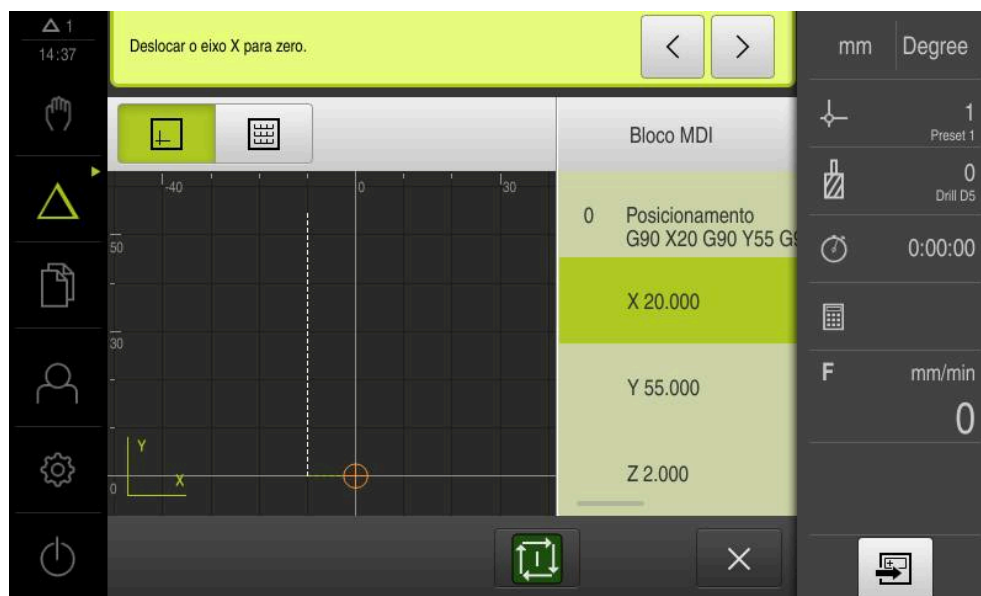 1
14:37
Deslocar o eixo X para zero.
mm Degree
Bloco MDI
1
Preset 1
0
Drill D5
0:00:00
F mm/min
0
-40 0 30
50
30
0
Y
X
0 Posicionamento
G90 X20 G90 Y55
X 20.000
Y 55.000
Z 2.000